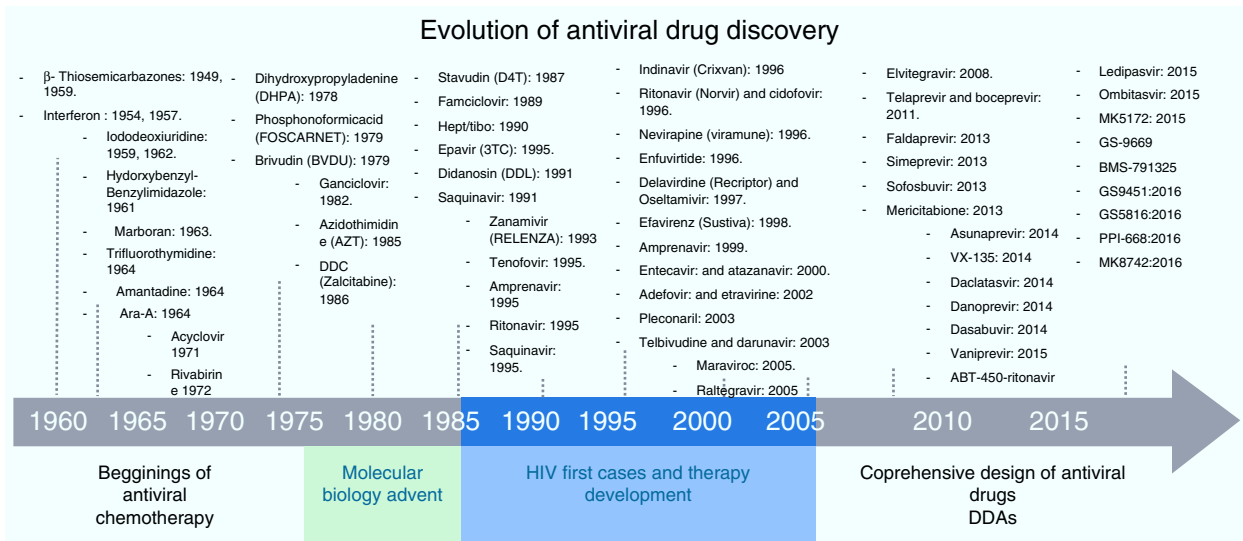 Evolution of antiviral drug discovery
- β- Thiosemicarbazones: 1949,
1959.
- Interferon : 1954, 1957.
- Iododeoxiuridine:
1959, 1962.
- Hydorxybenzyl-
Benzylimidazole:
1961
- Marboran: 1963.
- Trifluorothymidine:
1964
- Amantadine: 1964
- Ara-A: 1964
- Acyclovir
1971
- Rivabirin
e 1972
- Dihydroxypropyladenine
(DHPA): 1978
- Phosphonoformicacid
(FOSCARNET): 1979
- Brivudin (BVDU): 1979
- Ganciclovir:
1982.
- Azidothimidin
e (AZT): 1985
- DDC
(Zalcitabine):
1986
- Stavudin (D4T): 1987
- Famciclovir: 1989
- Hept/tibo: 1990
- Epavir (3TC): 1995.
- Didanosin (DDL): 1991
- Saquinavir: 1991
- Zanamivir
(RELENZA): 1993
- Tenofovir: 1995.
- Amprenavir:
1995
- Ritonavir: 1995
- Saquinavir:
1995.
- Indinavir (Crixvan): 1996
- Ritonavir (Norvir) and cidofovir:
1996.
- Nevirapine (viramune): 1996.
- Enfuvirtide: 1996.
- Delavirdine (Recriptor) and
Oseltamivir: 1997.
- Efavirenz (Sustiva): 1998.
- Amprenavir: 1999.
- Entecavir: and atazanavir: 2000.
- Adefovir: and etravirine: 2002
- Pleconaril: 2003
- Telbivudine and darunavir: 2003
- Maraviroc: 2005.
- Raltegravir: 2005
- Elvitegravir: 2008.
- Telaprevir and boceprevir:
2011.
- Faldaprevir: 2013
- Simeprevir: 2013
- Sofosbuvir: 2013
- Mericitabione: 2013
- Asunaprevir: 2014
- VX-135: 2014
- Daclatasvir: 2014
- Danoprevir: 2014
- Dasabuvir: 2014
- Vaniprevir: 2015
- ABT-450-ritonavir
- Ledipasvir: 2015
- Ombitasvir: 2015
- MK5172: 2015
- GS-9669
- BMS-791325
- GS9451:2016
- GS5816:2016
- PPI-668:2016
- MK8742:2016
1960 1965 1970 1975 1980 1985 1990 1995 2000 2005 2010 2015
Begginings of
antiviral
chemotherapy
Molecular
biology advent
HIV first cases and therapy
development
Coprehensive design of antiviral
drugs
DDAs